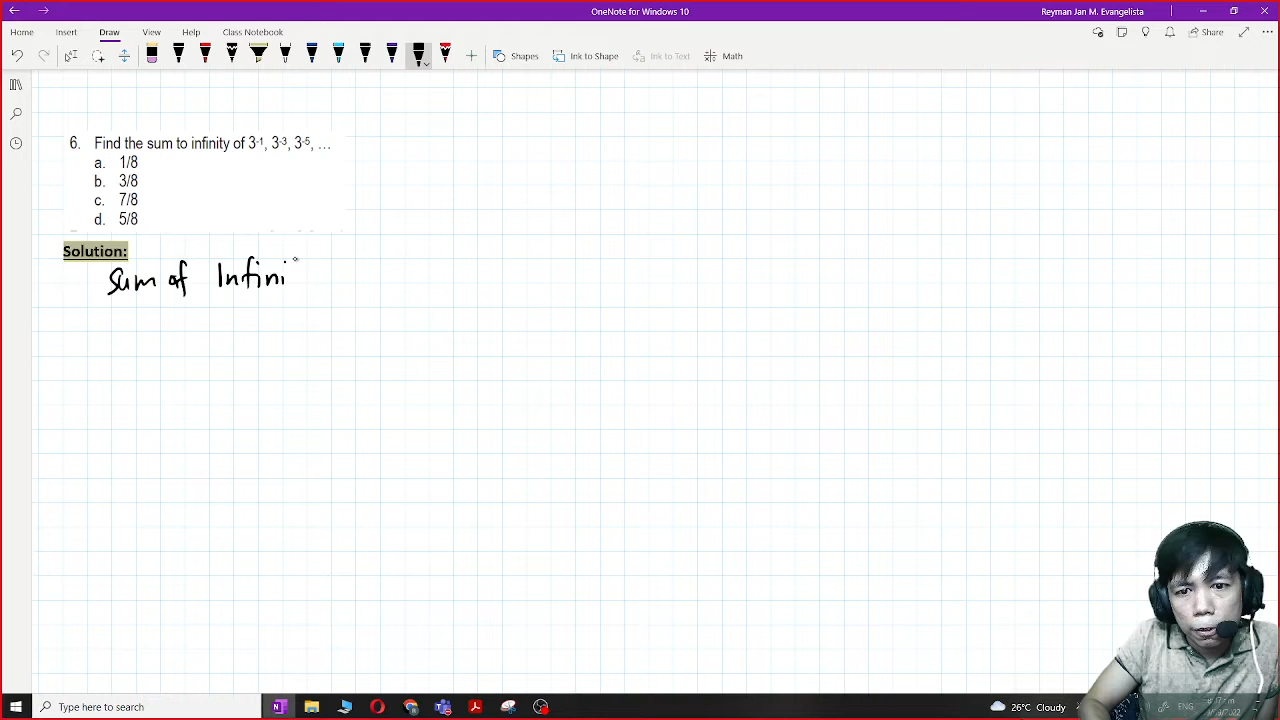 OneNote for Windows 10
Reyman Jan M. Evangelista
Home Insert Draw View Help Class Notebook
Share
Shapes Ink to Shape Ink to Text Math
6. Find the sum to infinity of 3⁻¹, 3⁻³, 3⁻⁵, …
a. 1/8
b. 3/8
c. 7/8
d. 5/8
Solution:
Sum of Infini
Type here to search
26°C Cloudy
ENG